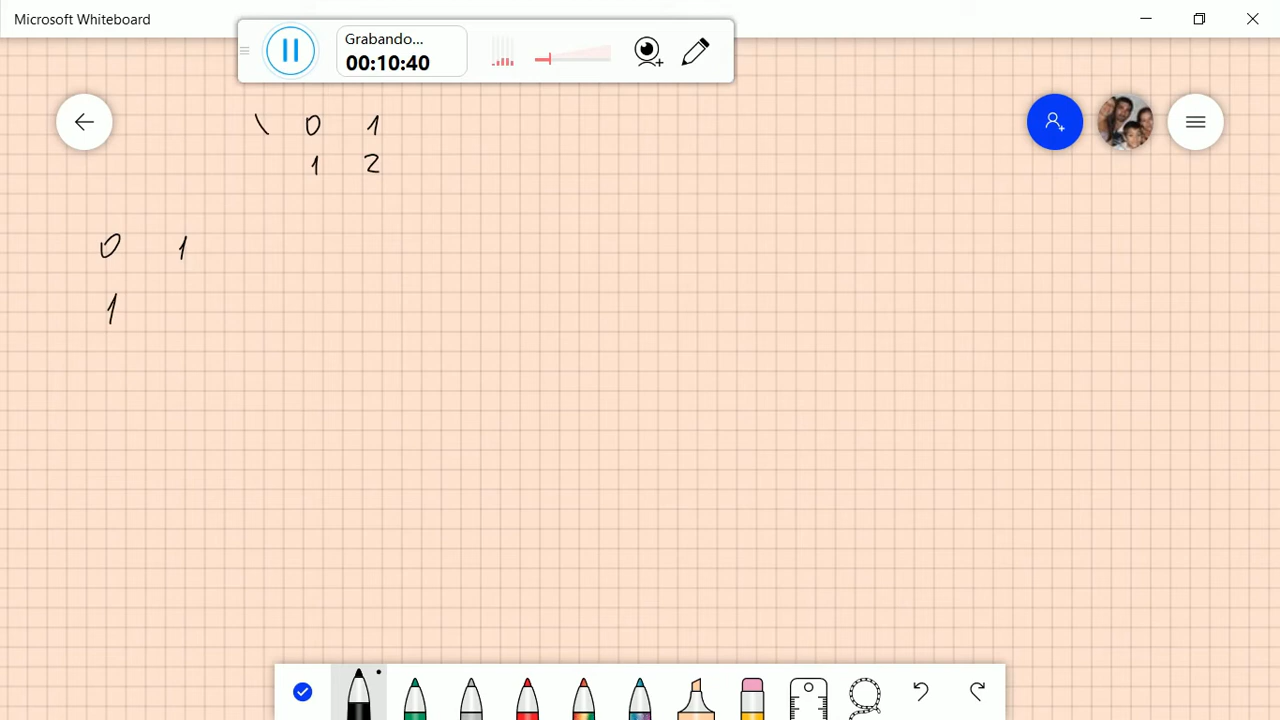 Microsoft Whiteboard
Grabando...
00:10:40
\ 0 1
1 2
0 1
1